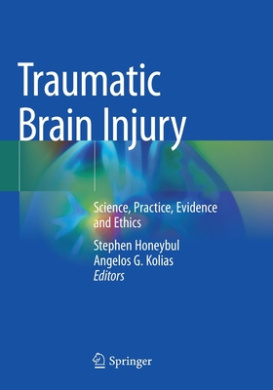 Traumatic
Brain Injury
Science, Practice, Evidence
and Ethics
Stephen Honeybul
Angelos G. Kolias
Editors
Springer